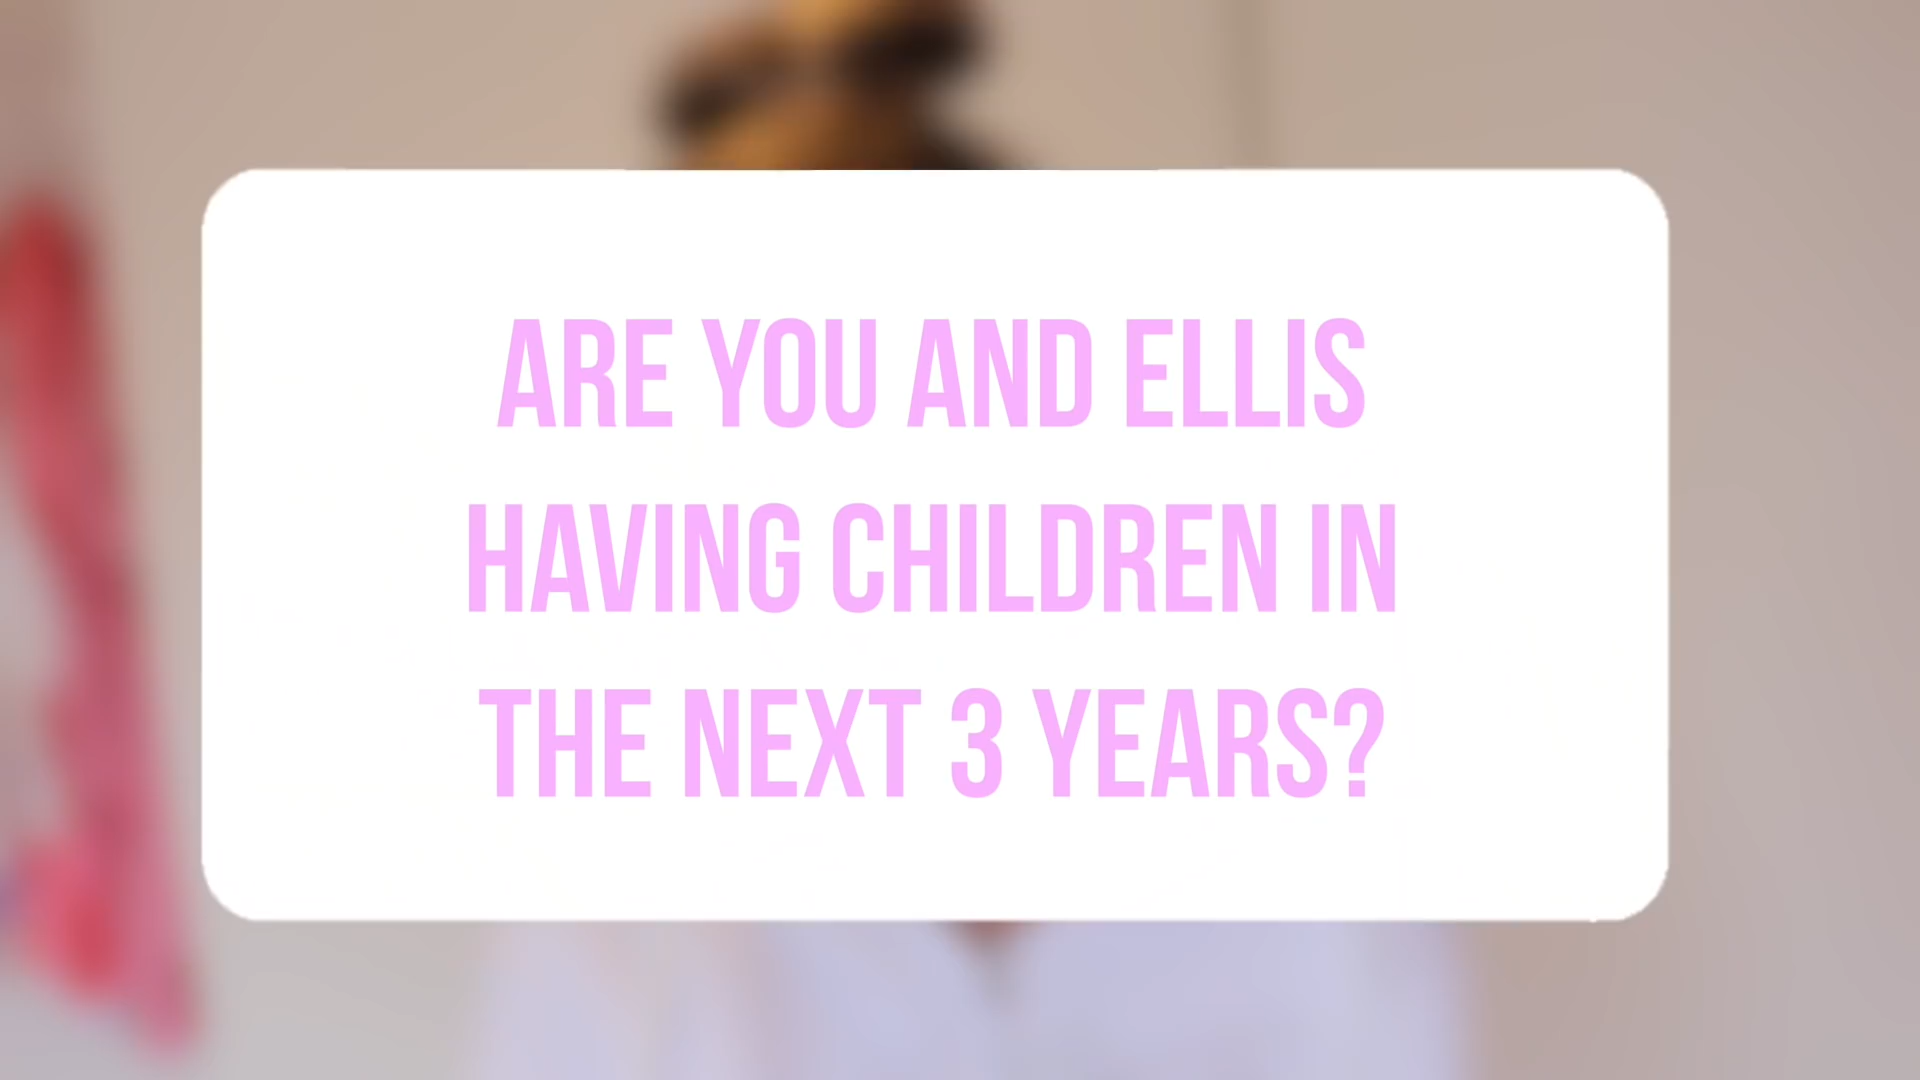 ARE YOU AND ELLIS
HAVING CHILDREN IN
THE NEXT 3 YEARS?